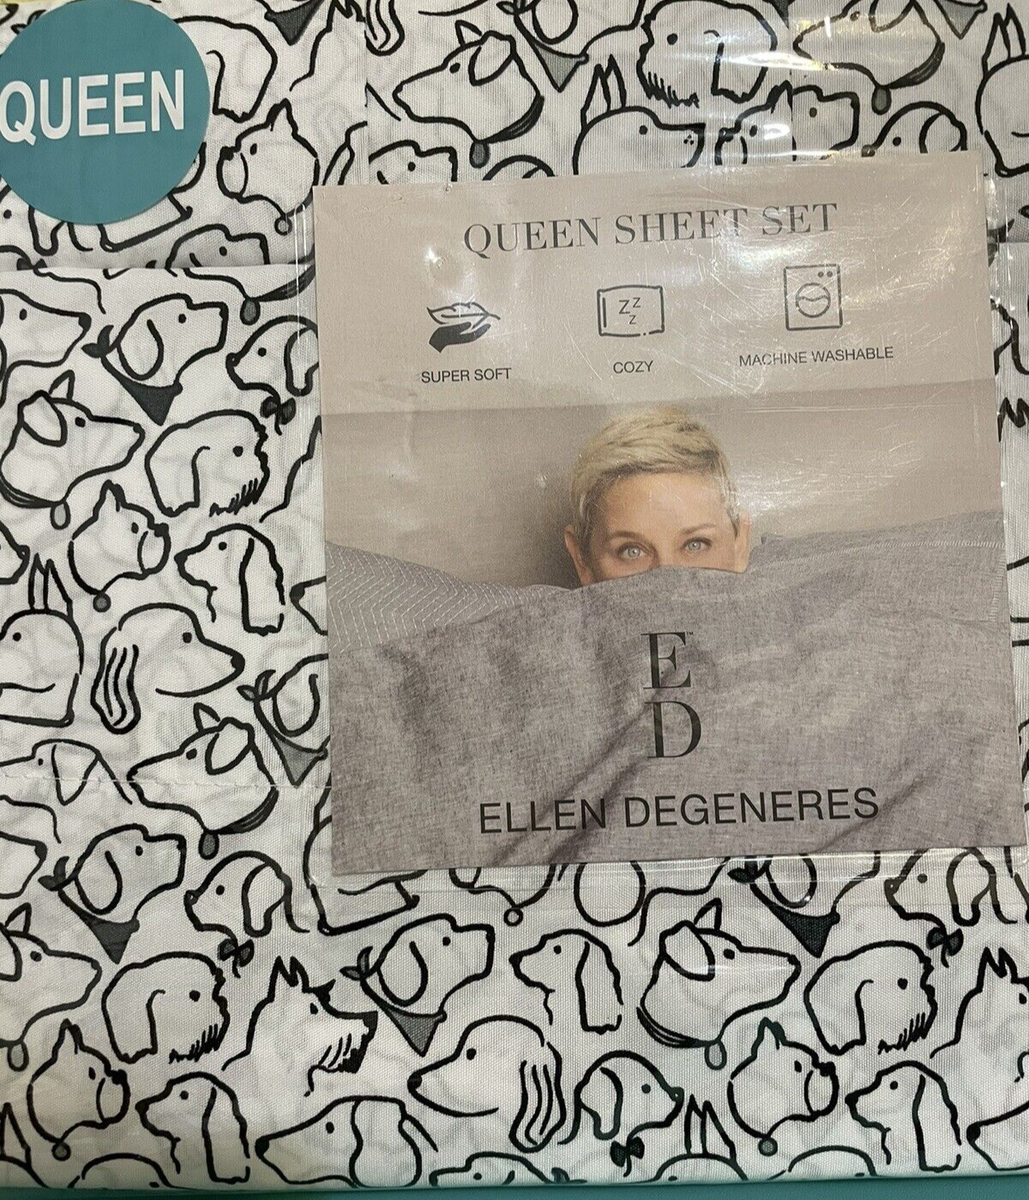 QUEEN
QUEEN SHEET SET
Z Z
Z
SUPER SOFT COZY MACHINE WASHABLE
E
D
ELLEN DEGENERES